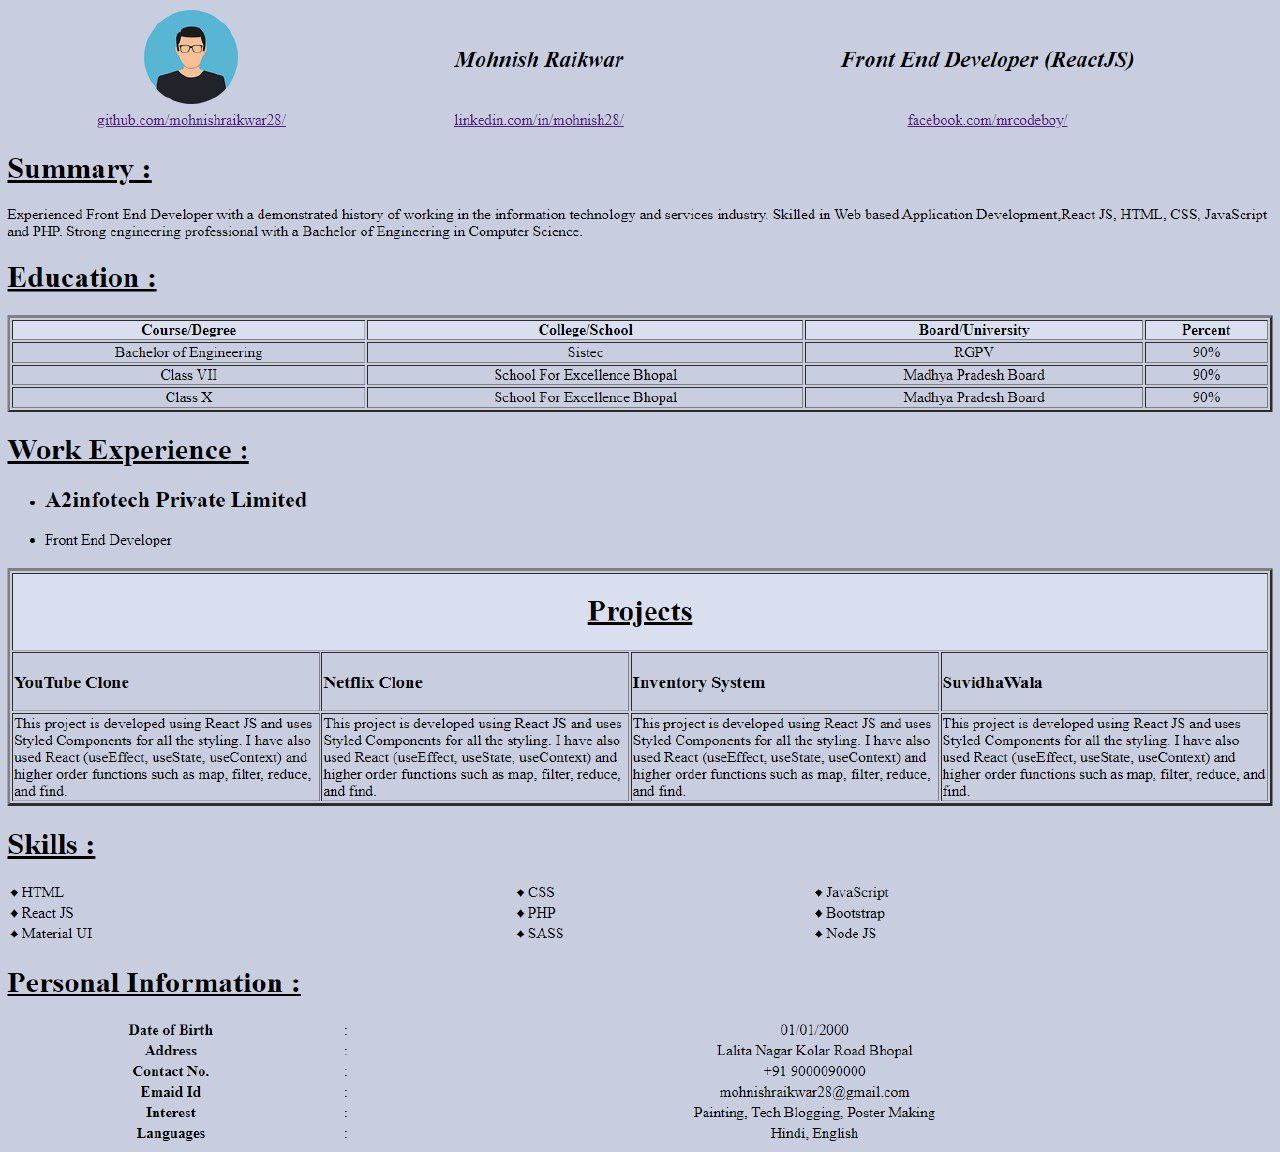 Mohnish Raikwar Front End Developer (ReactJS)
github.com/mohnishraikwar28/ linkedin.com/in/mohnish28/ facebook.com/mrcodeboy/
Summary :
Experienced Front End Developer with a demonstrated history of working in the information technology and services industry. Skilled in Web based Application Development,React JS, HTML, CSS, JavaScript
and PHP. Strong engineering professional with a Bachelor of Engineering in Computer Science.
Education :
Course/Degree College/School Board/University Percent
Bachelor of Engineering Sistec RGPV 90%
Class VII School For Excellence Bhopal Madhya Pradesh Board 90%
Class X School For Excellence Bhopal Madhya Pradesh Board 90%
Work Experience :
• A2infotech Private Limited
• Front End Developer
Projects
YouTube Clone Netflix Clone Inventory System SuvidhaWala
This project is developed using React JS and uses
Styled Components for all the styling. I have also
used React (useEffect, useState, useContext) and
higher order functions such as map, filter, reduce,
and find.
This project is developed using React JS and uses
Styled Components for all the styling. I have also
used React (useEffect, useState, useContext) and
higher order functions such as map, filter, reduce,
and find.
This project is developed using React JS and uses
Styled Components for all the styling. I have also
used React (useEffect, useState, useContext) and
higher order functions such as map, filter, reduce,
and find.
This project is developed using React JS and uses
Styled Components for all the styling. I have also
used React (useEffect, useState, useContext) and
higher order functions such as map, filter, reduce, and
find.
Skills :
⬥ HTML ⬥ CSS ⬥ JavaScript
⬥ React JS ⬥ PHP ⬥ Bootstrap
⬥ Material UI ⬥ SASS ⬥ Node JS
Personal Information :
Date of Birth : 01/01/2000
Address : Lalita Nagar Kolar Road Bhopal
Contact No. : +91 9000090000
Emaid Id : mohnishraikwar28@gmail.com
Interest : Painting, Tech Blogging, Poster Making
Languages : Hindi, English